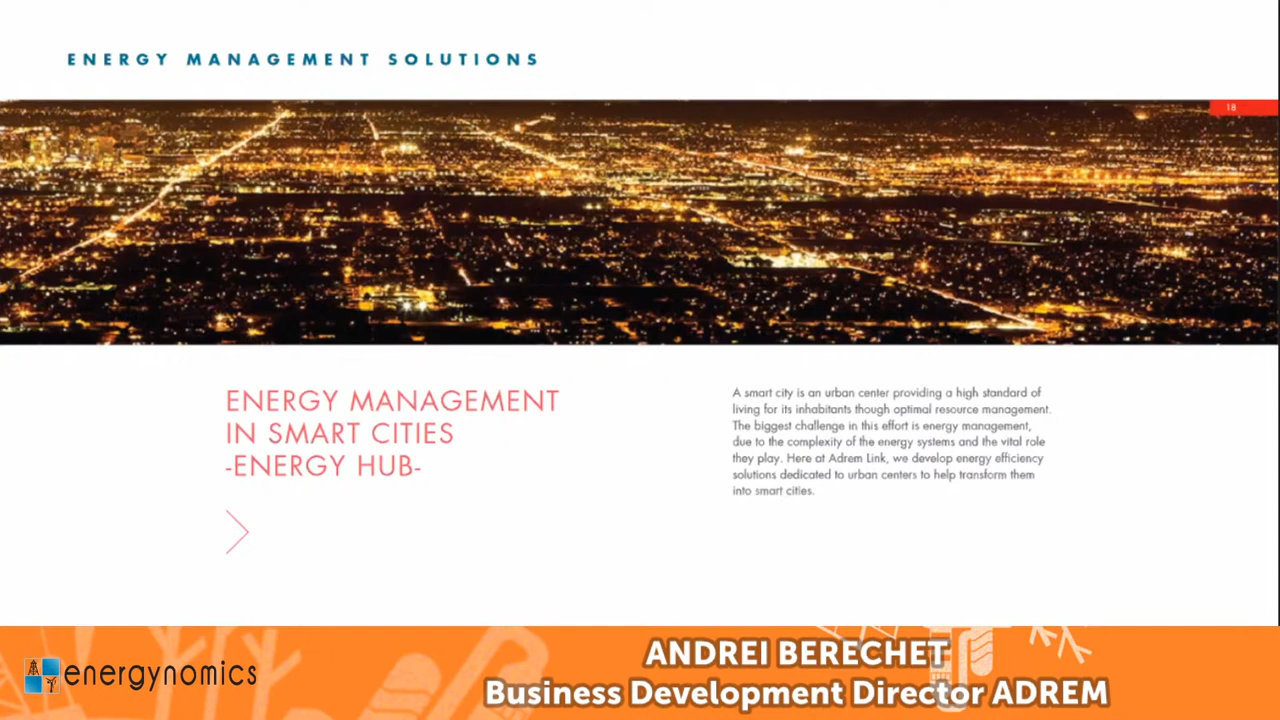 ENERGY MANAGEMENT SOLUTIONS
18
ENERGY MANAGEMENT
IN SMART CITIES
-ENERGY HUB-
A smart city is an urban center providing a high standard of
living for its inhabitants though optimal resource management.
The biggest challenge in this effort is energy management,
due to the complexity of the energy systems and the vital role
they play. Here at Adrem Link, we develop energy efficiency
solutions dedicated to urban centers to help transform them
into smart cities.
energynomics
ANDREI BERECHET
Business Development Director ADREM